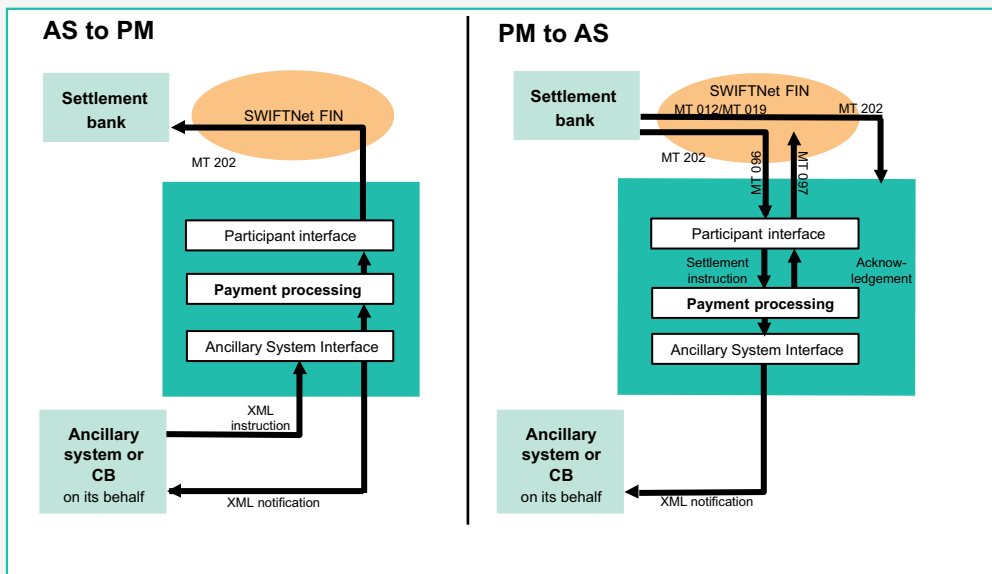 AS to PM
Settlement
bank
SWIFTNet FIN
MT 202
Participant interface
Payment processing
Ancillary System Interface
XML
instruction
Ancillary
system or
CB
on its behalf
XML notification
PM to AS
Settlement
bank
SWIFTNet FIN
MT 012/MT 019
MT 202
MT 202
MT 096
MT 097
Participant interface
Settlement
instruction
Acknow-
ledgement
Payment processing
Ancillary System Interface
Ancillary
system or
CB
on its behalf
XML notification